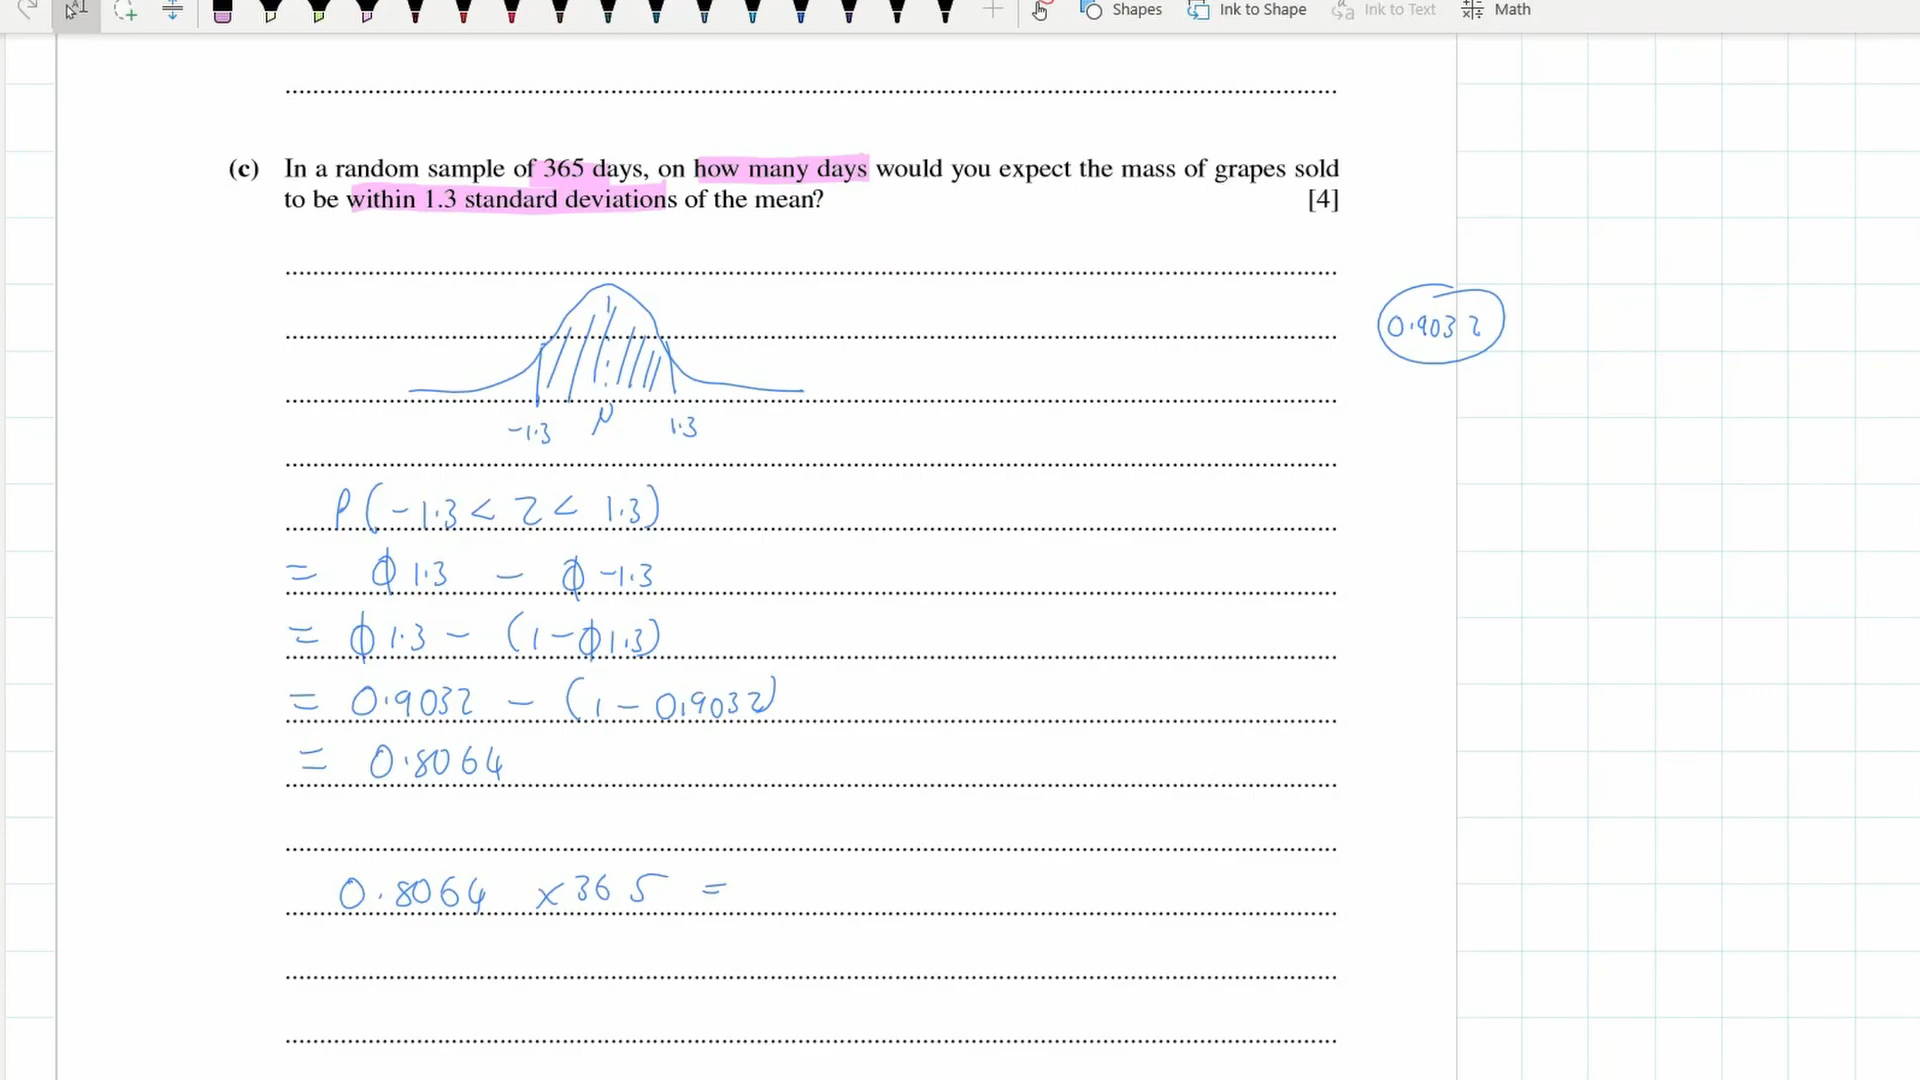 Shapes Ink to Shape Ink to Text Math
(c) In a random sample of 365 days, on how many days would you expect the mass of grapes sold
to be within 1.3 standard deviations of the mean? [4]
0.9032
-1.3 μ 1.3
P(-1.3 < Z < 1.3)
= Φ 1.3 - Φ -1.3
= Φ 1.3 - (1 - Φ 1.3)
= 0.9032 - (1 - 0.9032)
= 0.8064
0.8064 x 365 =